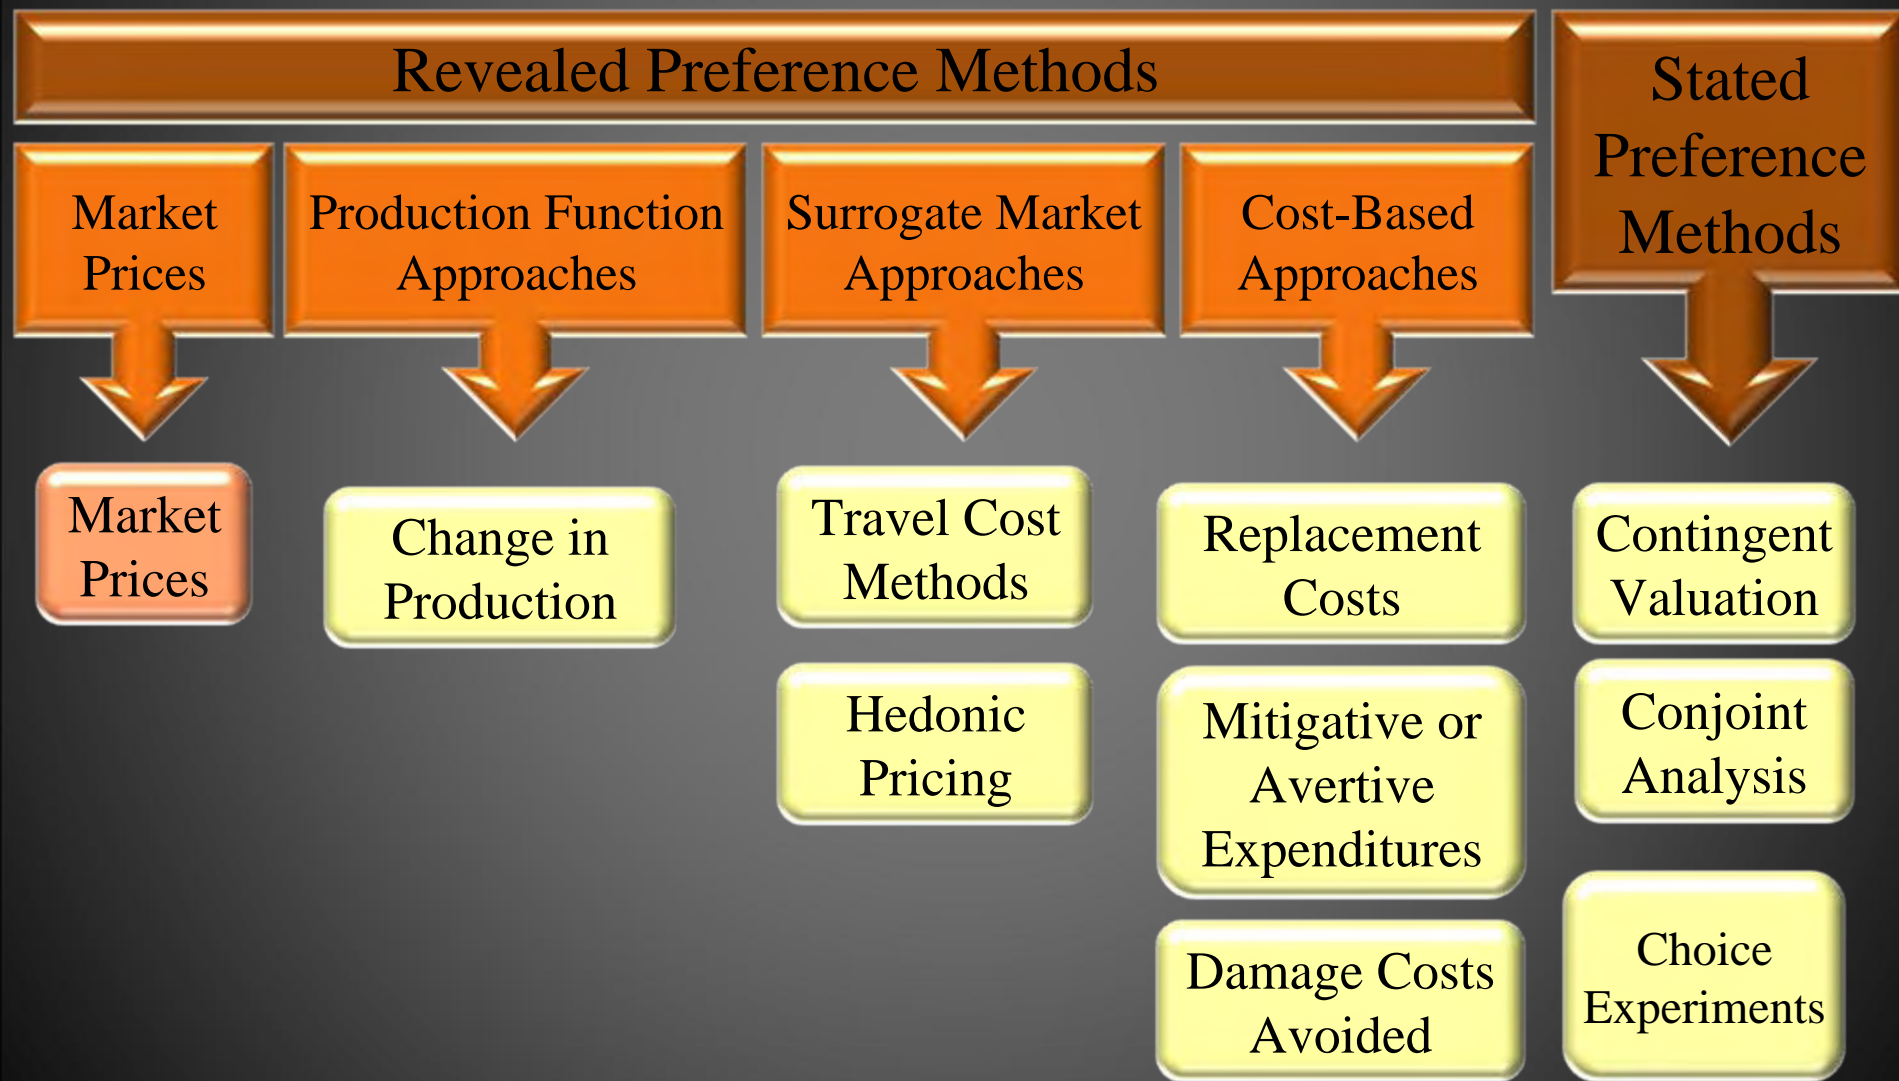 Revealed Preference Methods
Stated
Preference
Methods
Market
Prices
Production Function
Approaches
Surrogate Market
Approaches
Cost-Based
Approaches
Market
Prices
Change in
Production
Travel Cost
Methods
Hedonic
Pricing
Replacement
Costs
Mitigative or
Avertive
Expenditures
Damage Costs
Avoided
Contingent
Valuation
Conjoint
Analysis
Choice
Experiments